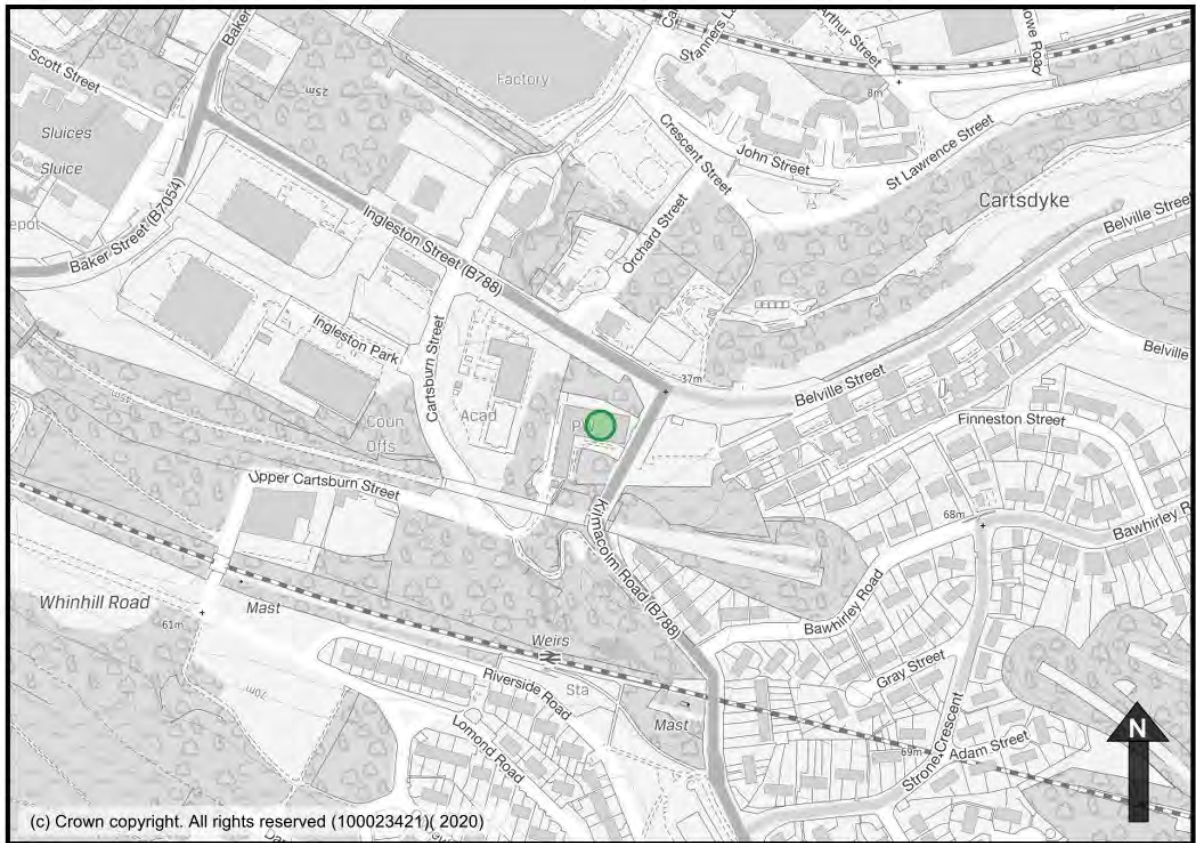 Baker
Stanners
Arthur Street
Road
Scott Street
Factory
25m
8m
Sluices
Sluice
Crescent Street
John Street
St Lawrence Street
Cartsdyke
Belville Street
Baker Street (B7054)
Ingleston Street (B788)
Orchard Street
Ingleston Park
Cartsburn Street
37m
Belville Street
Belville
45m
Coun
Offs
Acad
Finneston Street
Upper Cartsburn Street
68m
Bawhirley
Kilmacolm Road (B788)
Whinhill Road
Mast
61m
Weirs
Bawhirley Road
Gray Street
70m
Riverside Road
Sta
Mast
Lomond Road
Strone Crescent
69m
Adam Street
N
(c) Crown copyright. All rights reserved (100023421)( 2020)